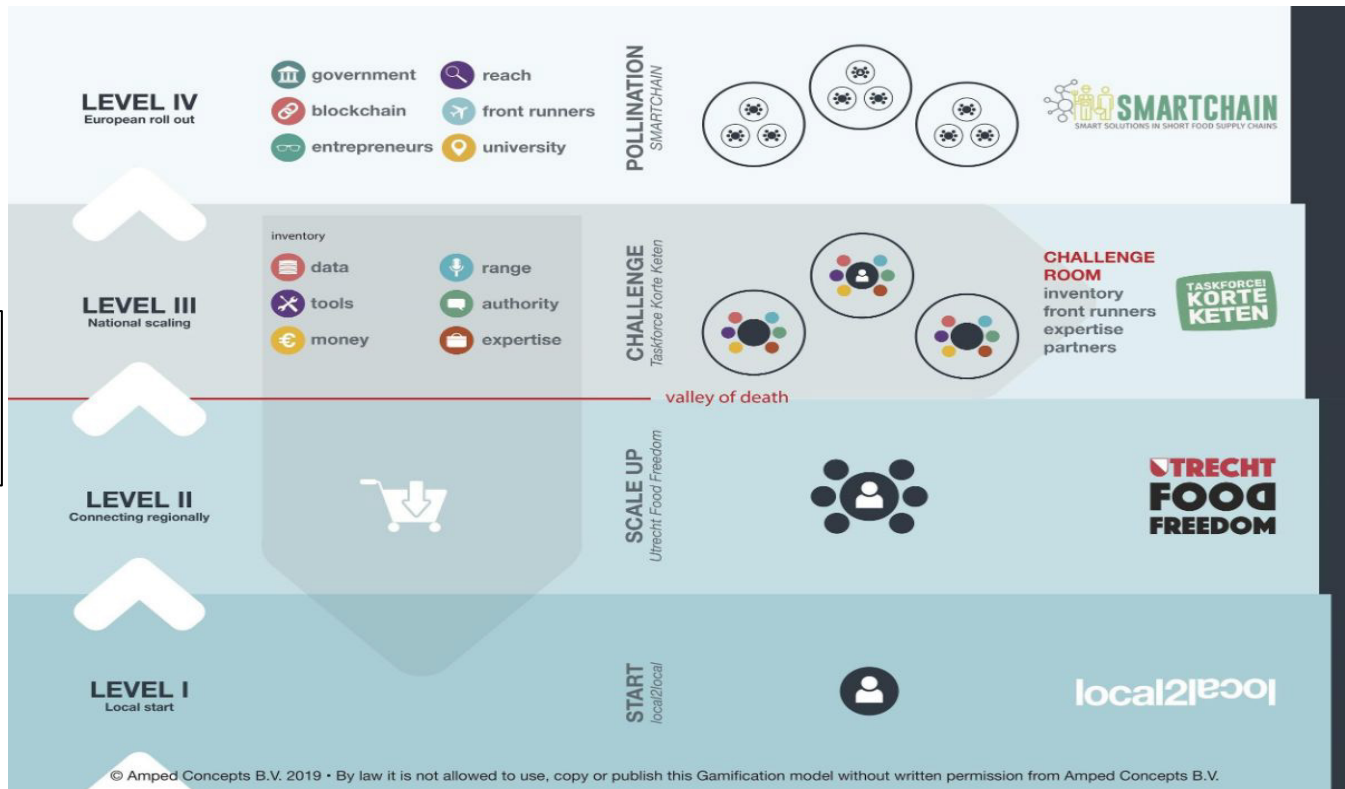 LEVEL IV
European roll out
government
blockchain
entrepreneurs
reach
front runners
university
POLLINATION
SMARTCHAIN
SMARTCHAIN
SMART SOLUTIONS IN SHORT FOOD SUPPLY CHAINS
LEVEL III
National scaling
inventory
data
tools
money
range
authority
expertise
CHALLENGE
Taskforce Korte Keten
CHALLENGE
ROOM
inventory
front runners
expertise
partners
TASKFORCE!
KORTE
KETEN
valley of death
LEVEL II
Connecting regionally
SCALE UP
Utrecht Food Freedom
UTRECHT
FOOD
FREEDOM
LEVEL I
Local start
START
local2local
local2local
© Amped Concepts B.V. 2019 • By law it is not allowed to use, copy or publish this Gamification model without written permission from Amped Concepts B.V.